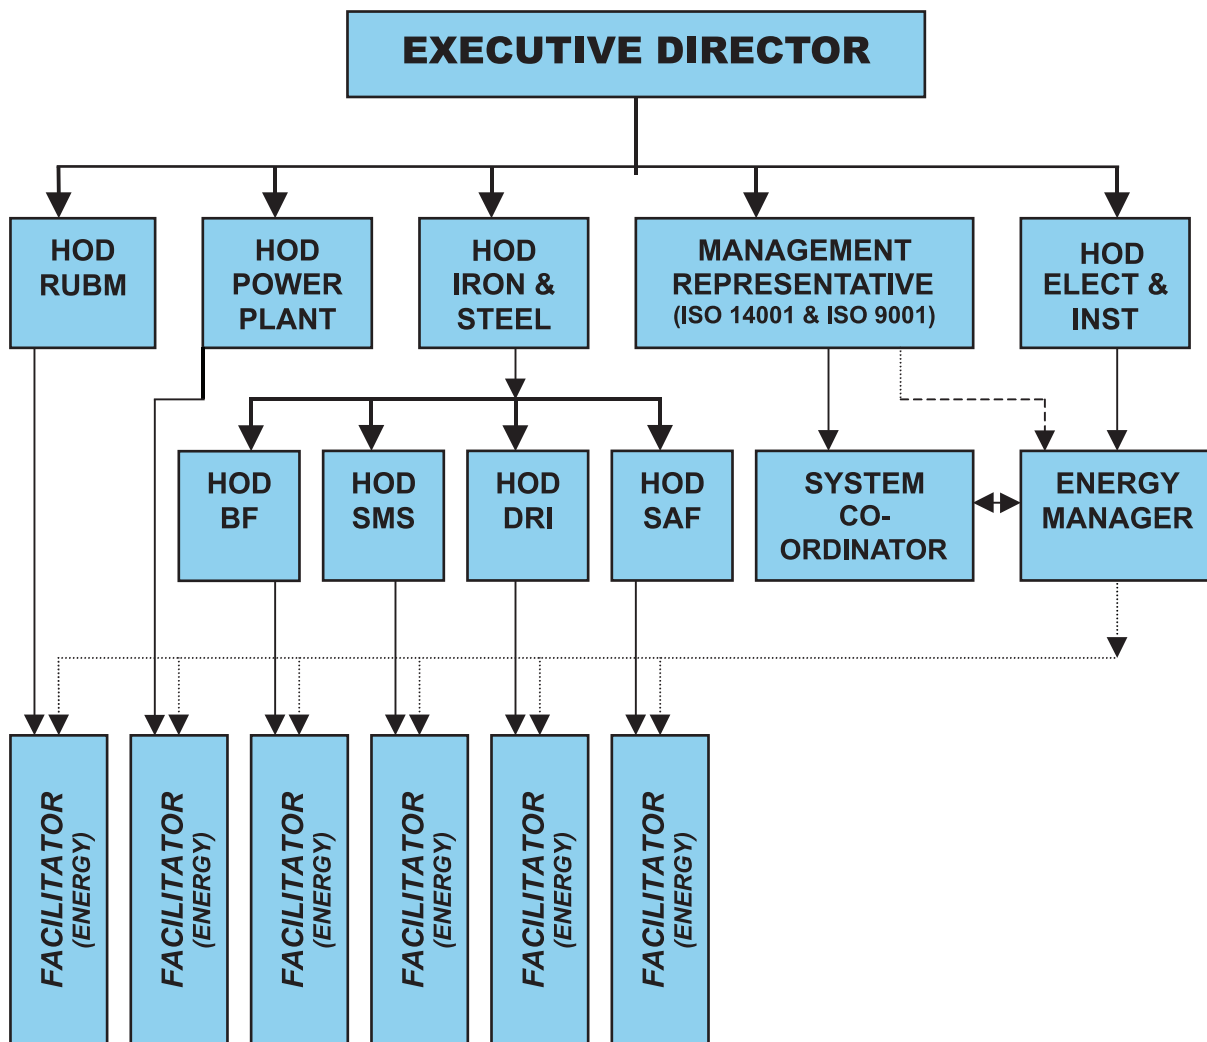 EXECUTIVE DIRECTOR
HOD
RUBM
HOD
POWER
PLANT
HOD
IRON &
STEEL
MANAGEMENT
REPRESENTATIVE
(ISO 14001 & ISO 9001)
HOD
ELECT &
INST
HOD
BF
HOD
SMS
HOD
DRI
HOD
SAF
SYSTEM
CO-
ORDINATOR
ENERGY
MANAGER
FACILITATOR
(ENERGY)
FACILITATOR
(ENERGY)
FACILITATOR
(ENERGY)
FACILITATOR
(ENERGY)
FACILITATOR
(ENERGY)
FACILITATOR
(ENERGY)